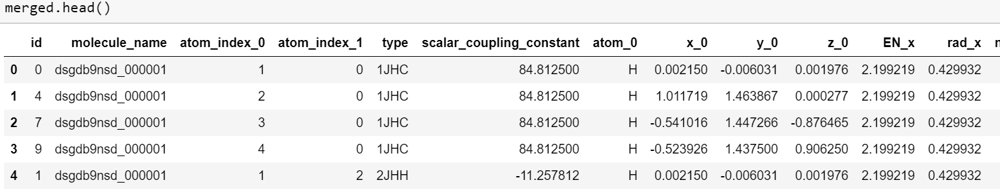 merged.head()
id molecule_name atom_index_0 atom_index_1 type scalar_coupling_constant atom_0 x_0 y_0 z_0 EN_x rad_x n
0 0 dsgdb9nsd_000001 1 0 1JHC 84.812500 H 0.002150 -0.006031 0.001976 2.199219 0.429932
1 4 dsgdb9nsd_000001 2 0 1JHC 84.812500 H 1.011719 1.463867 0.000277 2.199219 0.429932
2 7 dsgdb9nsd_000001 3 0 1JHC 84.812500 H -0.541016 1.447266 -0.876465 2.199219 0.429932
3 9 dsgdb9nsd_000001 4 0 1JHC 84.812500 H -0.523926 1.437500 0.906250 2.199219 0.429932
4 1 dsgdb9nsd_000001 1 2 2JHH -11.257812 H 0.002150 -0.006031 0.001976 2.199219 0.429932